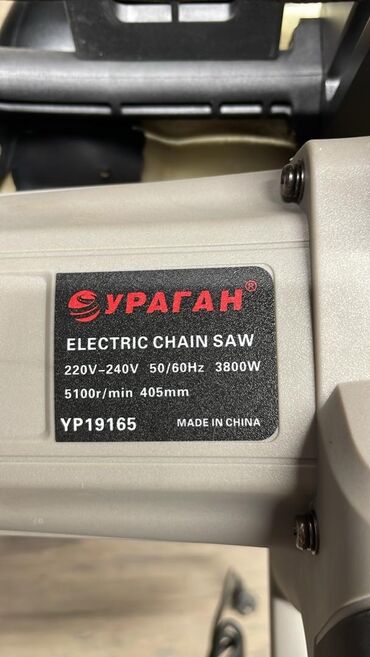 УРАГАН®
ELECTRIC CHAIN SAW
220V-240V 50/60Hz 3800W
5100r/min 405mm
YP19165 MADE IN CHINA